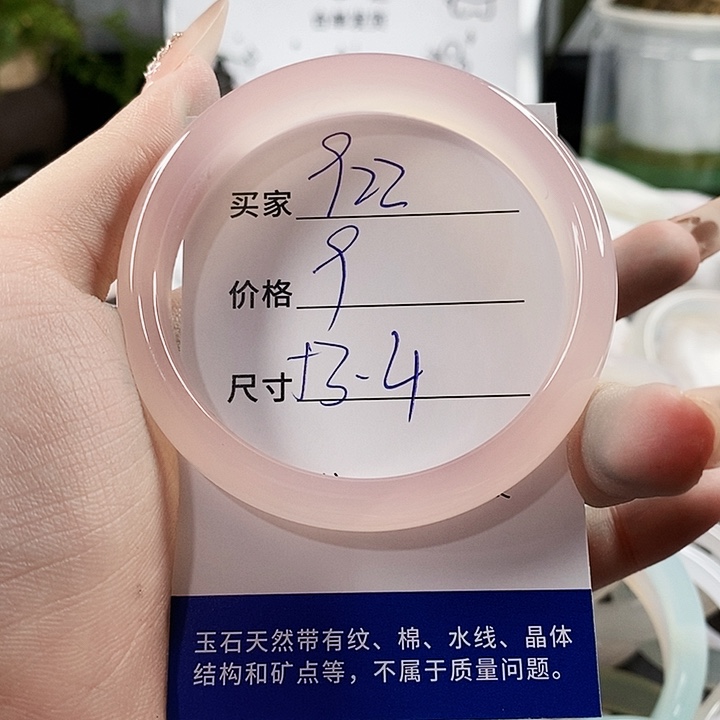 买家 922
价格 9
尺寸 53-4
玉石天然带有纹、棉、水线、晶体
结构和矿点等，不属于质量问题。